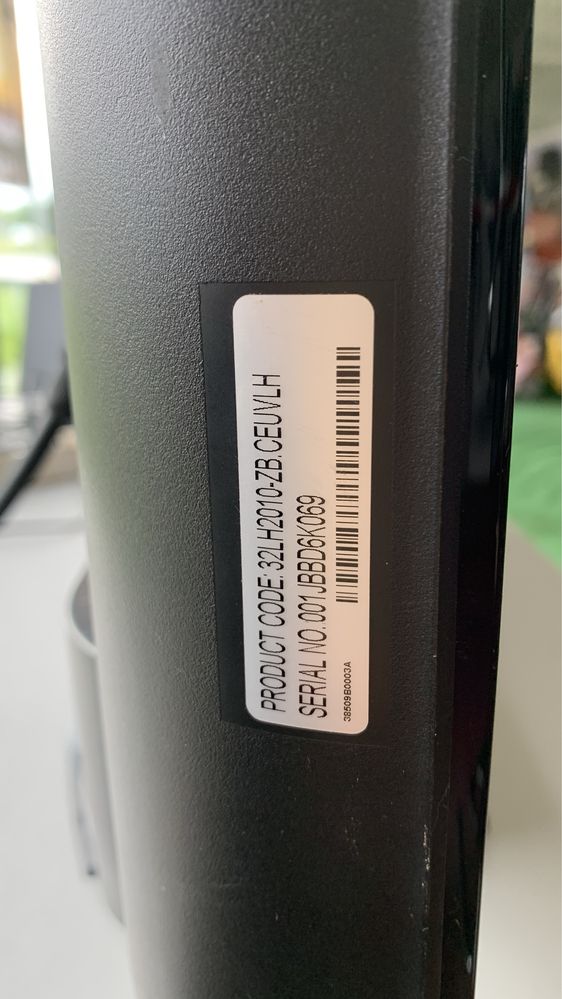 PRODUCT CODE: 32LH2010-ZB.CEUVLH
SERIAL NO. 001JBBD6K069
38509B0003A